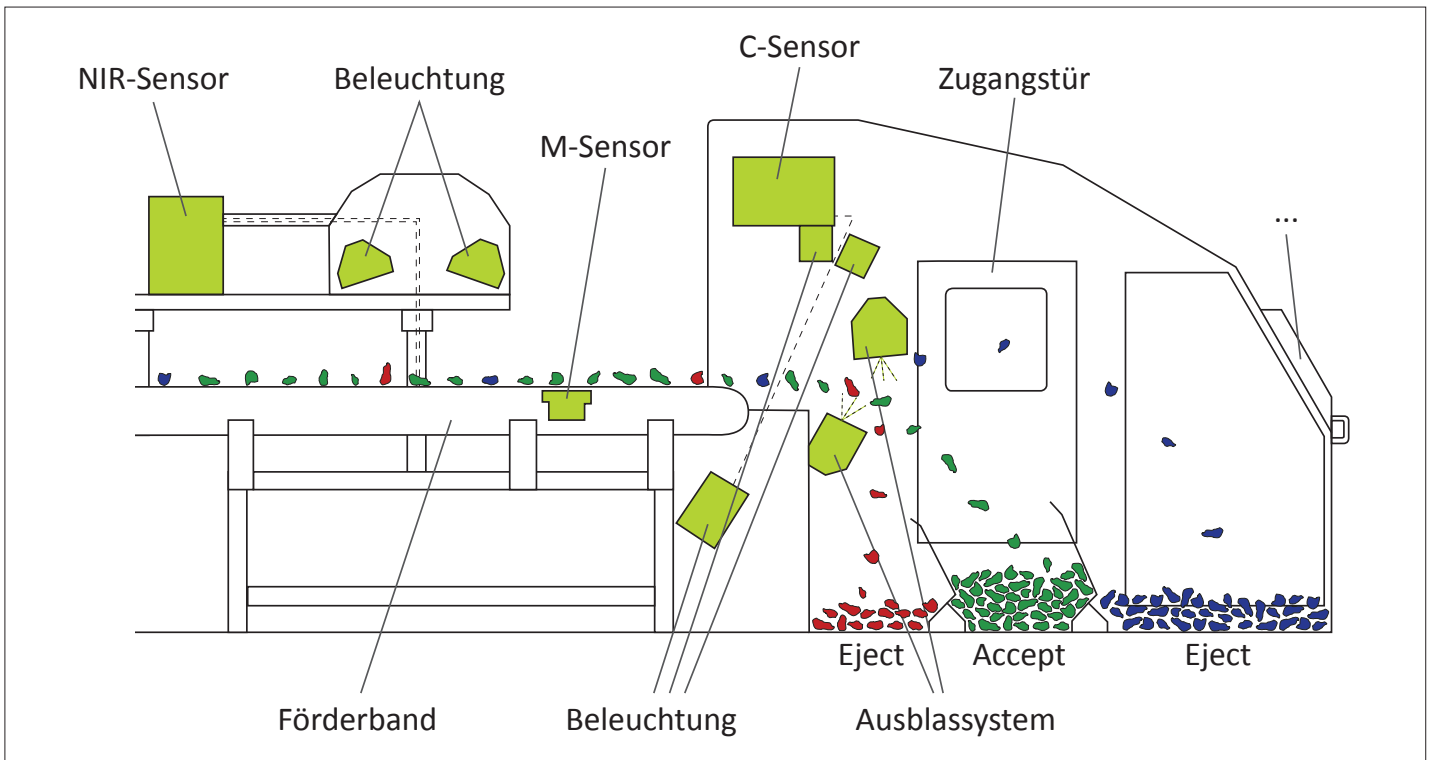 C-Sensor
NIR-Sensor
Beleuchtung
Zugangstür
M-Sensor
...
Eject
Accept
Eject
Förderband
Beleuchtung
Ausblassystem